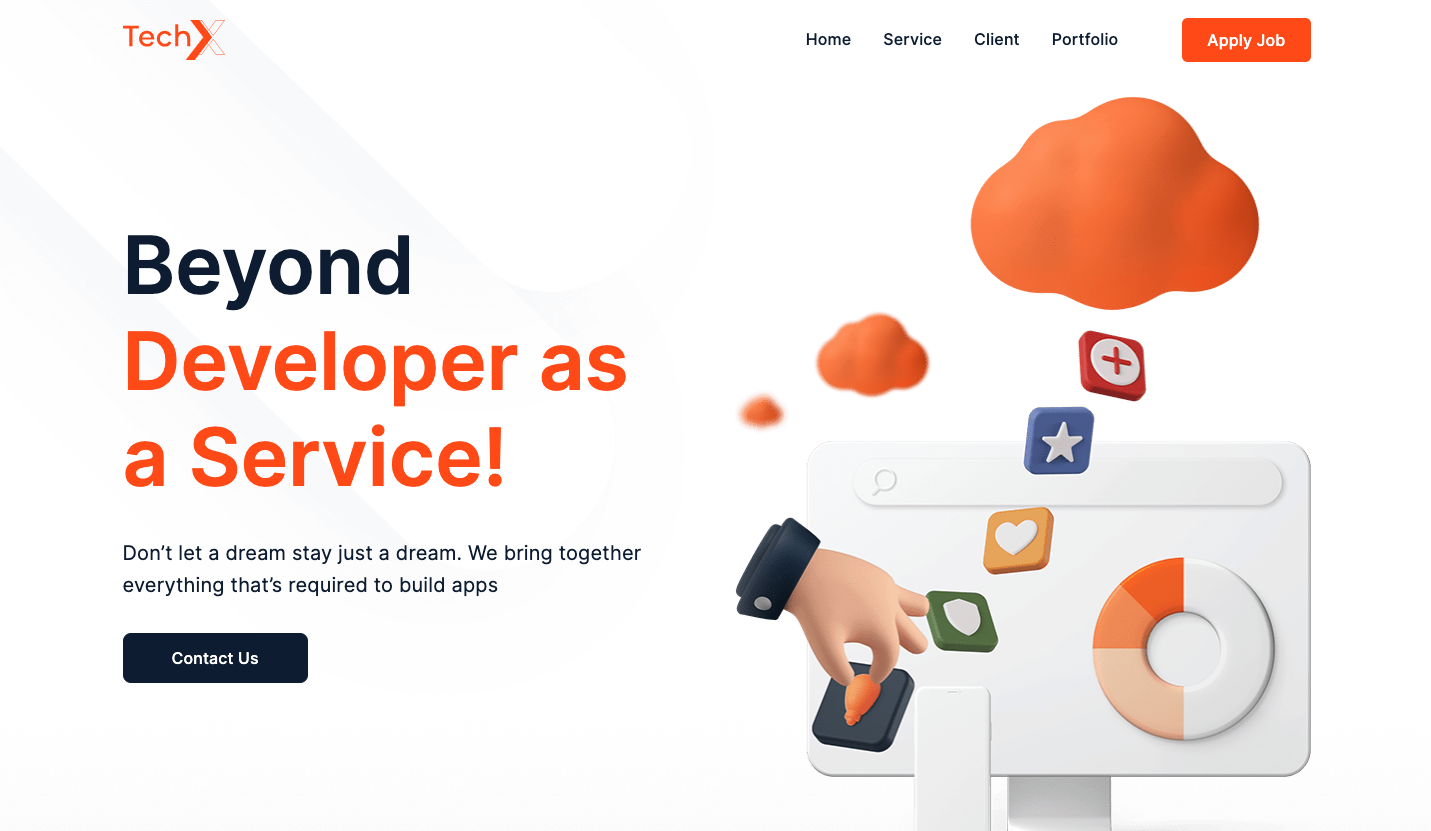 TechX
Home Service Client Portfolio Apply Job
Beyond
Developer as
a Service!
Don’t let a dream stay just a dream. We bring together
everything that’s required to build apps
Contact Us